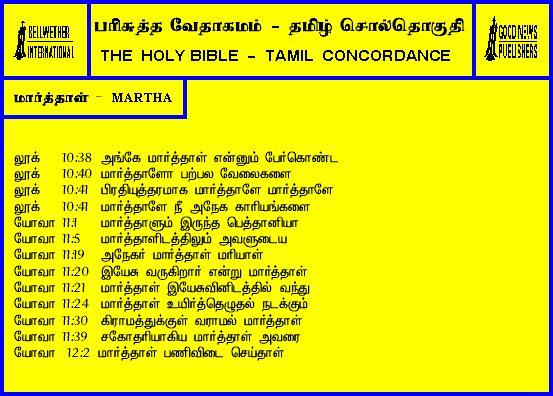 BELLWETHER INTERNATIONAL
பரிசுத்த வேதாகமம் - தமிழ் சொல்தொகுதி
THE HOLY BIBLE - TAMIL CONCORDANCE
GOOD NEWS PUBLISHERS
மார்த்தாள் - MARTHA
லூக் 10:38 அங்கே மார்த்தாள் என்னும் பேர்கொண்ட
லூக் 10:40 மார்த்தாளோ பற்பல வேலைகளை
லூக் 10:41 பிரதியுத்தரமாக மார்த்தாளே மார்த்தாளே
லூக் 10:41 மார்த்தாளே நீ அநேக காரியங்களை
யோவா 11:1 மார்த்தாளும் இருந்த பெத்தானியா
யோவா 11:5 மார்த்தாளிடத்திலும் அவளுடைய
யோவா 11:19 அநேகர் மார்த்தாள் மரியாள்
யோவா 11:20 இயேசு வருகிறார் என்று மார்த்தாள்
யோவா 11:21 மார்த்தாள் இயேசுவினிடத்தில் வந்து
யோவா 11:24 மார்த்தாள் உயிர்த்தெழுதல் நடக்கும்
யோவா 11:30 கிராமத்துக்குள் வராமல் மார்த்தாள்
யோவா 11:39 சகோதரியாகிய மார்த்தாள் அவரை
யோவா 12:2 மார்த்தாள் பணிவிடை செய்தாள்